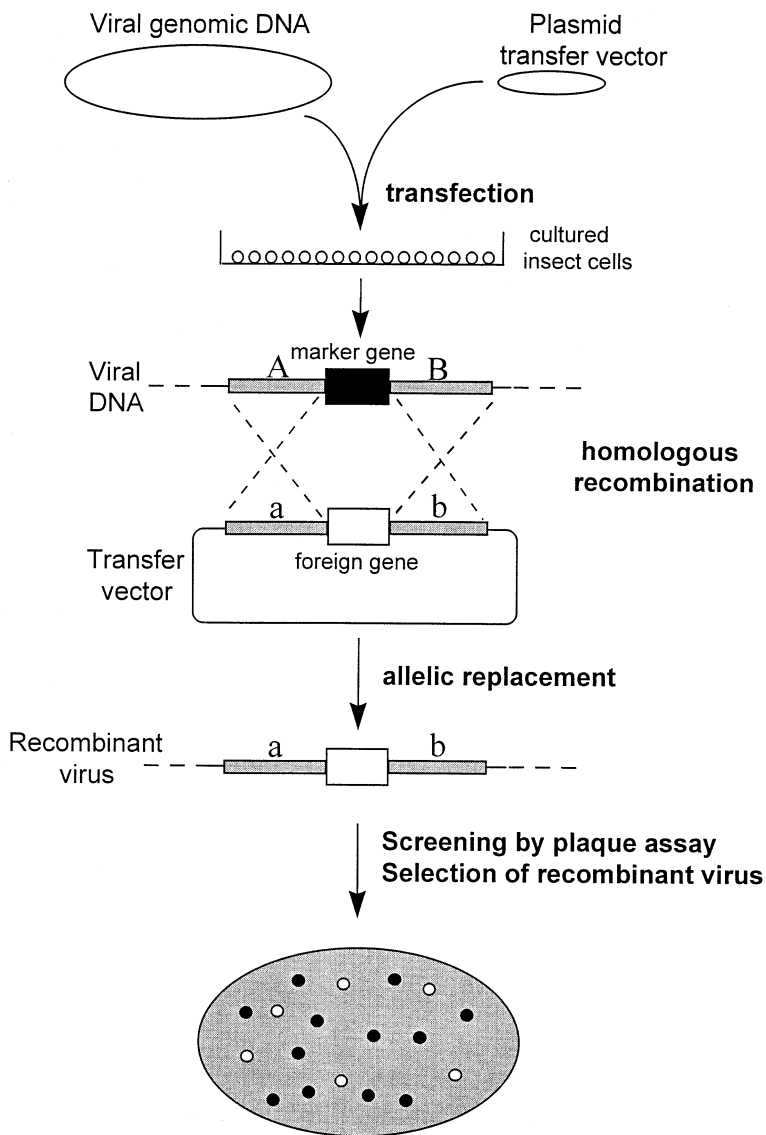 Viral genomic DNA
Plasmid
transfer vector
transfection
cultured
insect cells
marker gene
A
B
Viral
DNA
homologous
recombination
a
b
foreign gene
Transfer
vector
allelic replacement
Recombinant
virus
a
b
Screening by plaque assay
Selection of recombinant virus